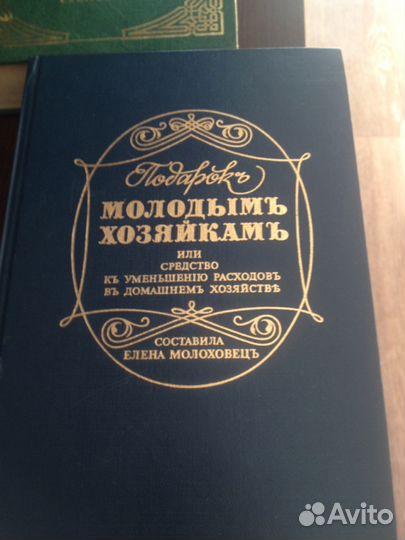 Подарокъ
МОЛОДЫМЪ
ХОЗЯЙКАМЪ
ИЛИ
СРЕДСТВО
КЪ УМЕНЬШЕНІЮ РАСХОДОВЪ
ВЪ ДОМАШНЕМЪ ХОЗЯЙСТВѢ
СОСТАВИЛА
ЕЛЕНА МОЛОХОВЕЦЪ
Avito